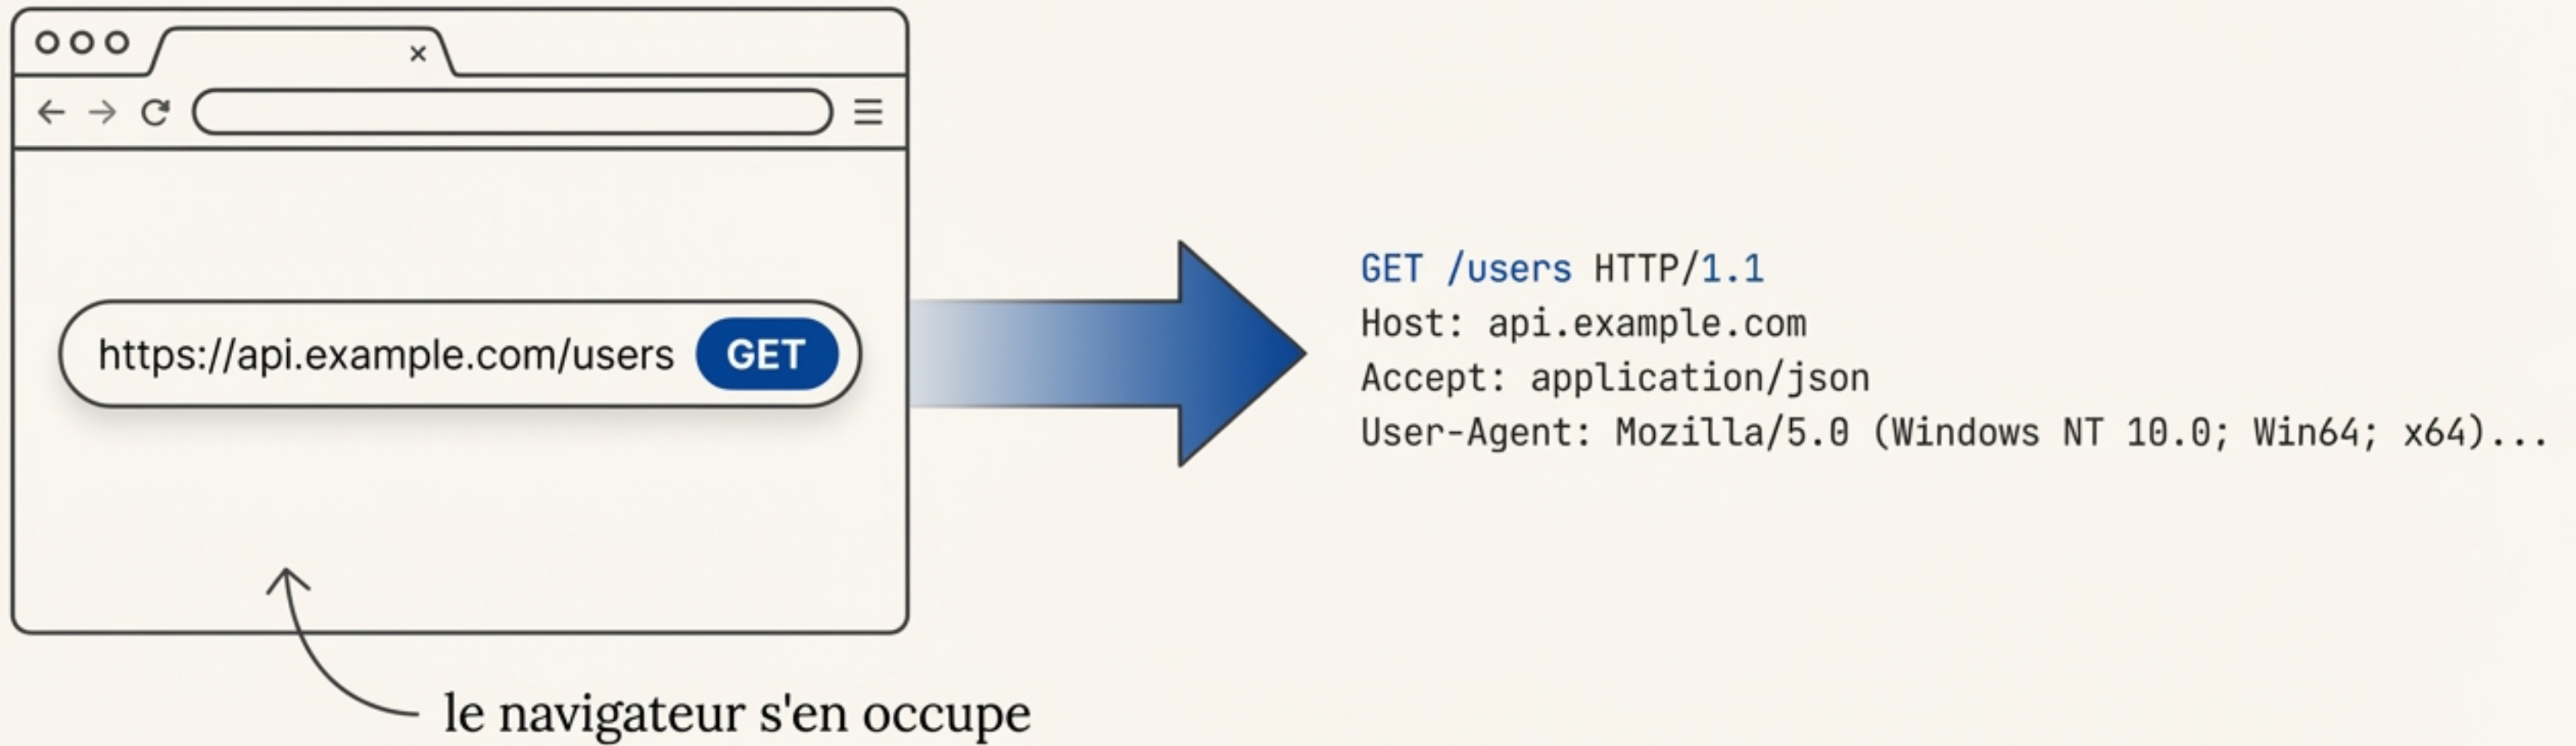 https://api.example.com/users GET
GET /users HTTP/1.1
Host: api.example.com
Accept: application/json
User-Agent: Mozilla/5.0 (Windows NT 10.0; Win64; x64)...
le navigateur s'en occupe